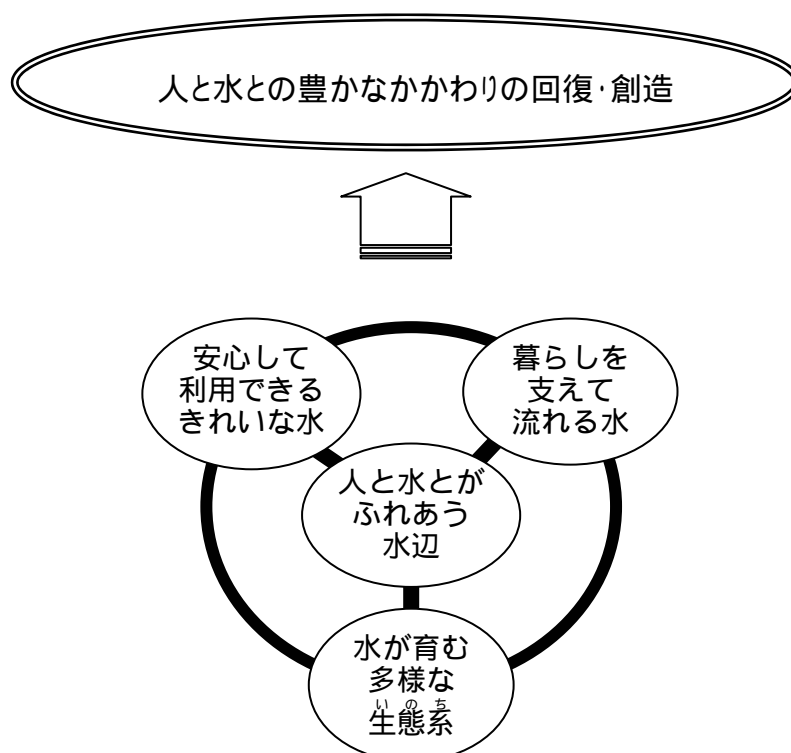 人と水との豊かなかかわりの回復・創造
安心して
利用できる
きれいな水
暮らしを
支えて
流れる水
人と水とが
ふれあう
水辺
水が育む
多様な
いのち
生態系